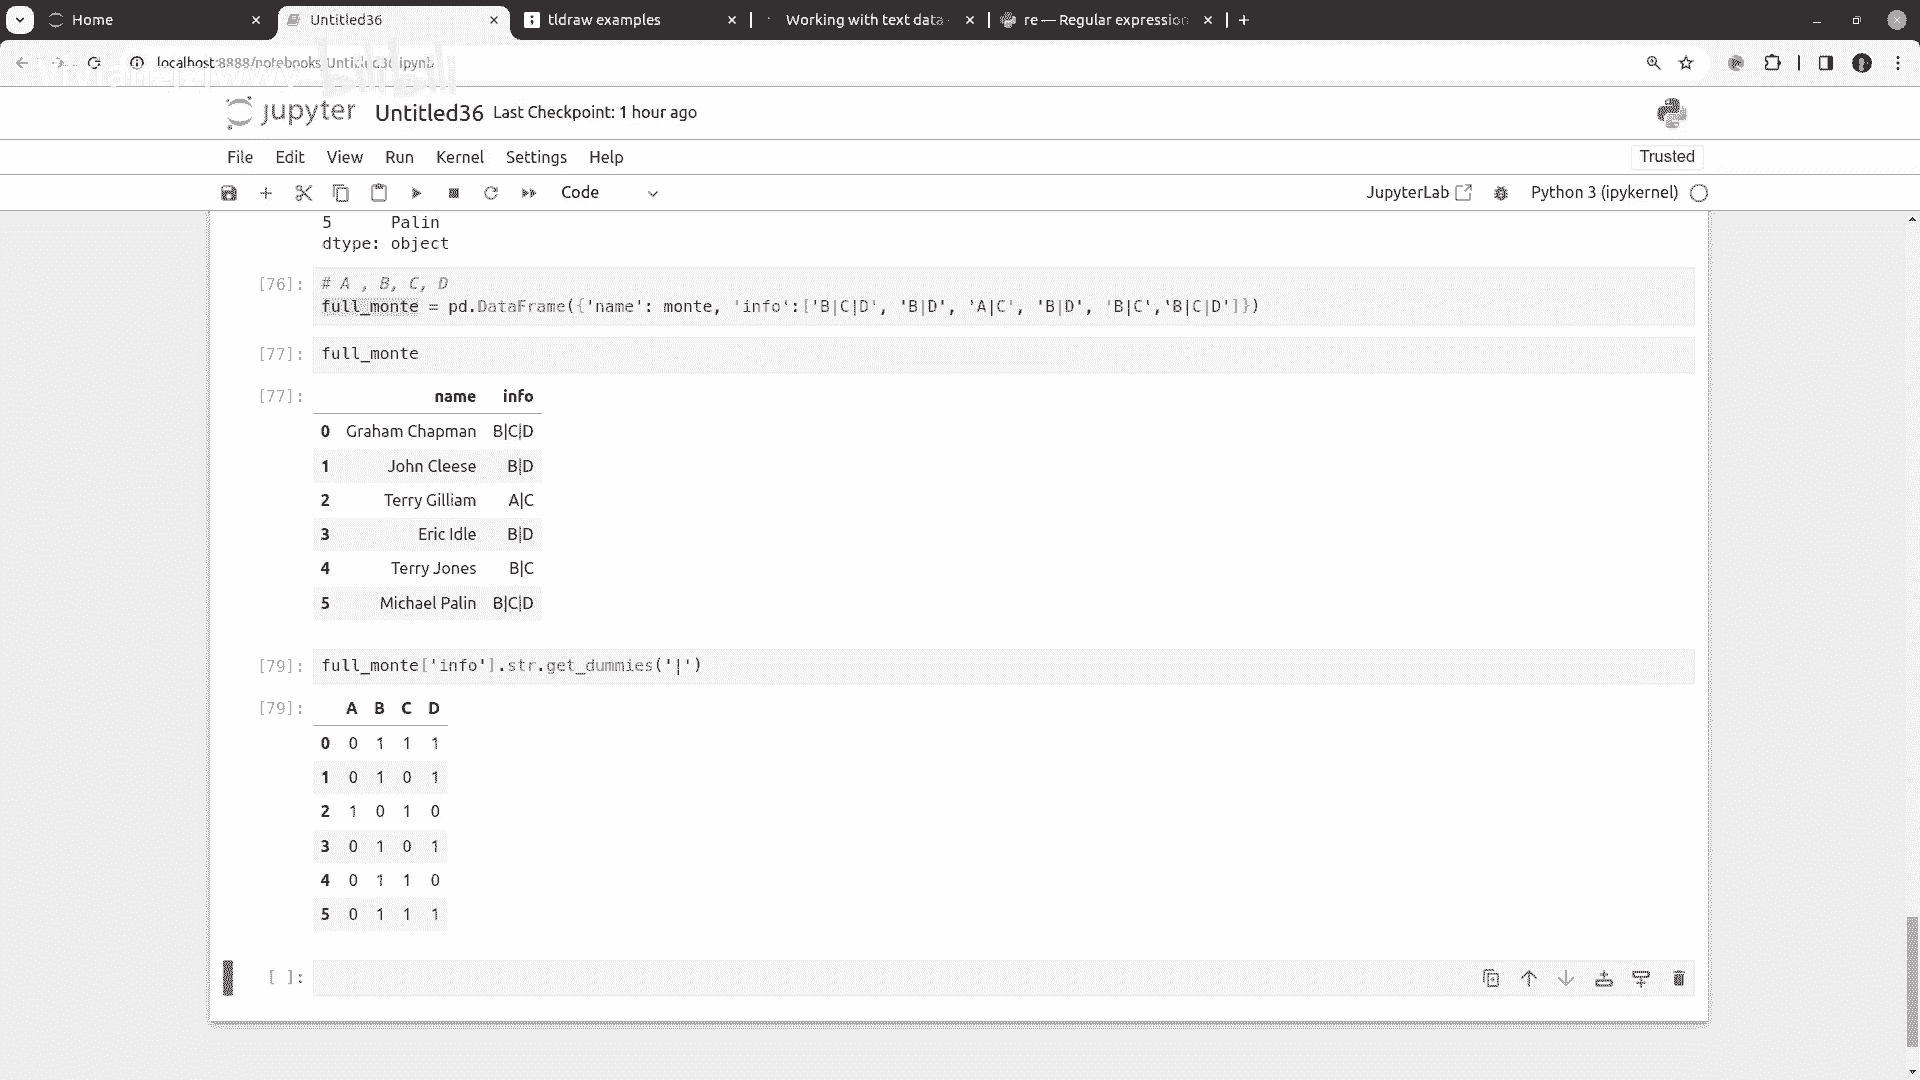 Home
Untitled36
tldraw examples
Working with text data
re — Regular expression
localhost:8888/notebooks/Untitled36.ipynb
jupyter Untitled36 Last Checkpoint: 1 hour ago
File Edit View Run Kernel Settings Help
Trusted
Code
JupyterLab
Python 3 (ipykernel)
5 Palin
dtype: object
[76]: # A , B, C, D
full_monte = pd.DataFrame({'name': monte, 'info':['B|C|D', 'B|D', 'A|C', 'B|D', 'B|C','B|C|D']})
[77]: full_monte
[77]: name info
0 Graham Chapman B|C|D
1 John Cleese B|D
2 Terry Gilliam A|C
3 Eric Idle B|D
4 Terry Jones B|C
5 Michael Palin B|C|D
[79]: full_monte['info'].str.get_dummies('|')
[79]: A B C D
0 0 1 1 1
1 0 1 0 1
2 1 0 1 0
3 0 1 0 1
4 0 1 1 0
5 0 1 1 1
[ ]: